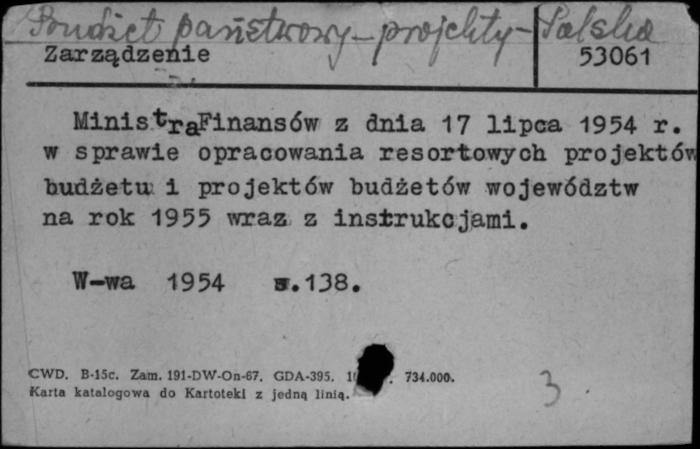 Budżet państwowy – projekty – Polska
Zarządzenie 53061
Ministra Finansów z dnia 17 lipca 1954 r.
w sprawie opracowania resortowych projektów
budżetu i projektów budżetów województw
na rok 1955 wraz z instrukcjami.
W-wa 1954 s.138.
CWD. B-15c. Zam. 191-DW-On-67. GDA-395. 734.000.
Karta katalogowa do Kartoteki z jedną linią.
3